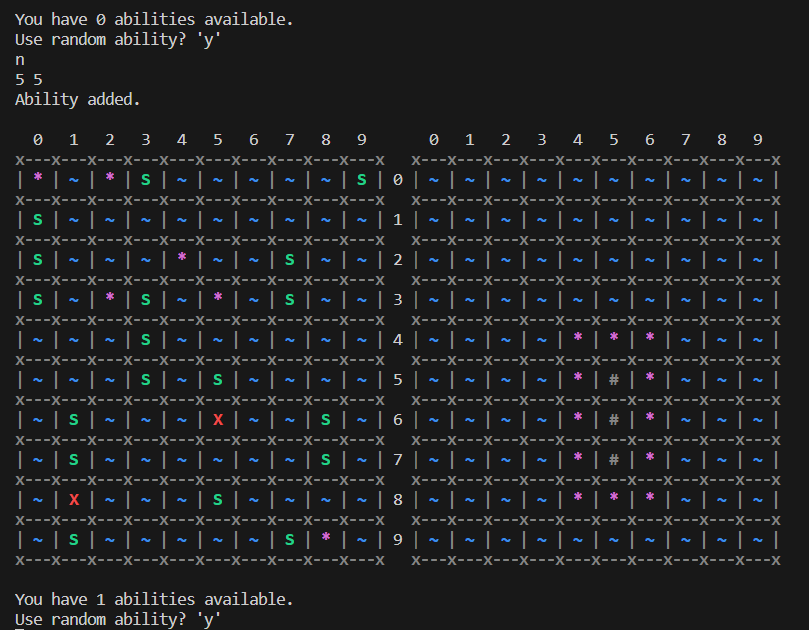 You have 0 abilities available.
Use random ability? 'y'
n
5 5
Ability added.
0 1 2 3 4 5 6 7 8 9 0 1 2 3 4 5 6 7 8 9
x---x---x---x---x---x---x---x---x---x---x x---x---x---x---x---x---x---x---x---x---x
| * | ~ | * | S | ~ | ~ | ~ | ~ | ~ | S | 0 | ~ | ~ | ~ | ~ | ~ | ~ | ~ | ~ | ~ | ~ |
x---x---x---x---x---x---x---x---x---x---x x---x---x---x---x---x---x---x---x---x---x
| S | ~ | ~ | ~ | ~ | ~ | ~ | ~ | ~ | ~ | 1 | ~ | ~ | ~ | ~ | ~ | ~ | ~ | ~ | ~ | ~ |
x---x---x---x---x---x---x---x---x---x---x x---x---x---x---x---x---x---x---x---x---x
| S | ~ | ~ | ~ | * | ~ | ~ | S | ~ | ~ | 2 | ~ | ~ | ~ | ~ | ~ | ~ | ~ | ~ | ~ | ~ |
x---x---x---x---x---x---x---x---x---x---x x---x---x---x---x---x---x---x---x---x---x
| S | ~ | * | S | ~ | * | ~ | S | ~ | ~ | 3 | ~ | ~ | ~ | ~ | ~ | ~ | ~ | ~ | ~ | ~ |
x---x---x---x---x---x---x---x---x---x---x x---x---x---x---x---x---x---x---x---x---x
| ~ | ~ | ~ | S | ~ | ~ | ~ | ~ | ~ | ~ | 4 | ~ | ~ | ~ | ~ | * | * | * | ~ | ~ | ~ |
x---x---x---x---x---x---x---x---x---x---x x---x---x---x---x---x---x---x---x---x---x
| ~ | ~ | ~ | S | ~ | S | ~ | ~ | ~ | ~ | 5 | ~ | ~ | ~ | ~ | * | # | * | ~ | ~ | ~ |
x---x---x---x---x---x---x---x---x---x---x x---x---x---x---x---x---x---x---x---x---x
| ~ | S | ~ | ~ | ~ | X | ~ | ~ | S | ~ | 6 | ~ | ~ | ~ | ~ | * | # | * | ~ | ~ | ~ |
x---x---x---x---x---x---x---x---x---x---x x---x---x---x---x---x---x---x---x---x---x
| ~ | S | ~ | ~ | ~ | ~ | ~ | ~ | S | ~ | 7 | ~ | ~ | ~ | ~ | * | # | * | ~ | ~ | ~ |
x---x---x---x---x---x---x---x---x---x---x x---x---x---x---x---x---x---x---x---x---x
| ~ | X | ~ | ~ | ~ | S | ~ | ~ | ~ | ~ | 8 | ~ | ~ | ~ | ~ | * | * | * | ~ | ~ | ~ |
x---x---x---x---x---x---x---x---x---x---x x---x---x---x---x---x---x---x---x---x---x
| ~ | S | ~ | ~ | ~ | ~ | ~ | S | * | ~ | 9 | ~ | ~ | ~ | ~ | ~ | ~ | ~ | ~ | ~ | ~ |
x---x---x---x---x---x---x---x---x---x---x x---x---x---x---x---x---x---x---x---x---x
You have 1 abilities available.
Use random ability? 'y'